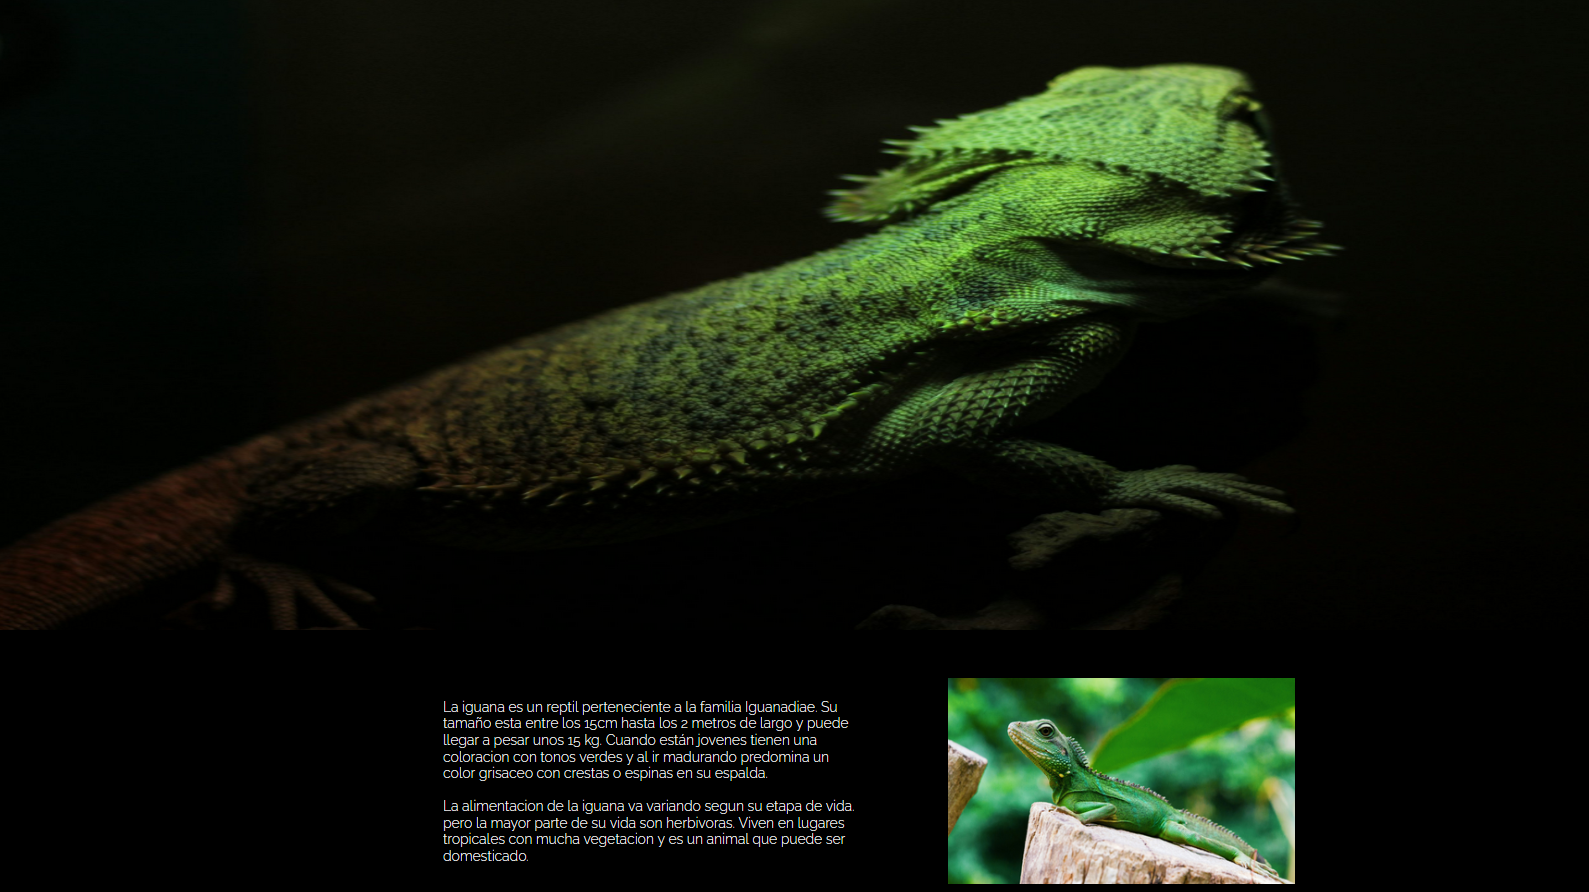 La iguana es un reptil perteneciente a la familia Iguanadiae. Su
tamaño esta entre los 15cm hasta los 2 metros de largo y puede
llegar a pesar unos 15 kg. Cuando están jovenes tienen una
coloracion con tonos verdes y al ir madurando predomina un
color grisaceo con crestas o espinas en su espalda.
La alimentacion de la iguana va variando segun su etapa de vida.
pero la mayor parte de su vida son herbivoras. Viven en lugares
tropicales con mucha vegetacion y es un animal que puede ser
domesticado.